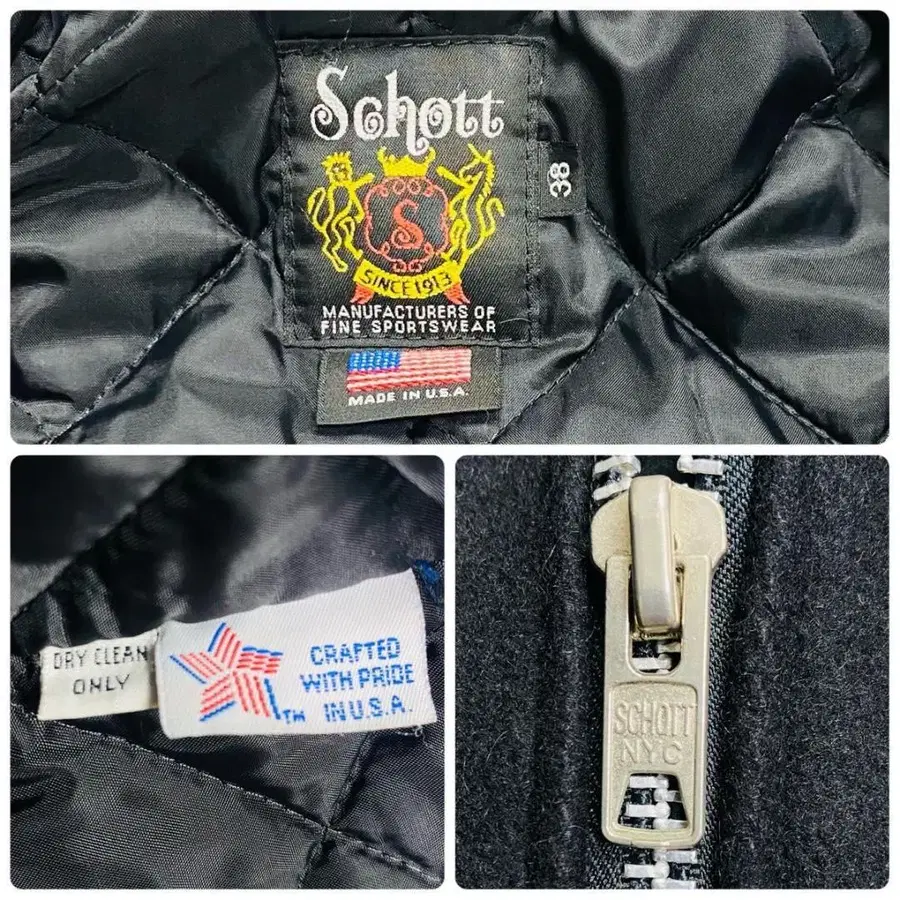 Schott
38
S
SINCE 1913
MANUFACTURERS OF
FINE SPORTSWEAR
MADE IN U.S.A.
DRY CLEAN
ONLY
CRAFTED
WITH PRIDE
TM IN U.S.A.
SCHOTT
NYC